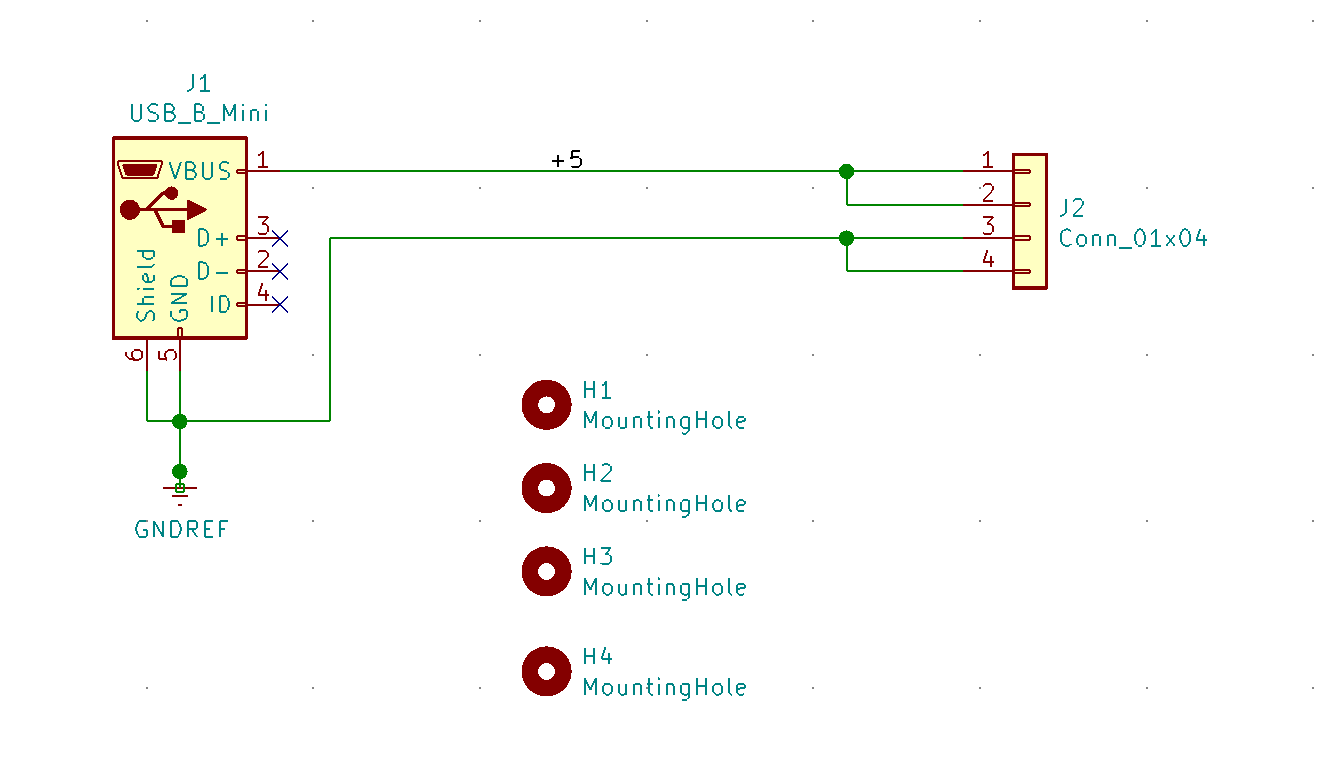 J1
USB_B_Mini
VBUS 1
+5
D+ 3
D- 2
ID 4
Shield
GND
6
5
GNDREF
1
2
3
4
J2
Conn_01x04
H1
MountingHole
H2
MountingHole
H3
MountingHole
H4
MountingHole